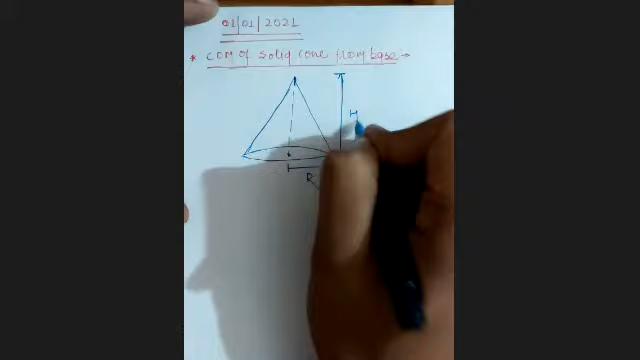 01/01/2021
* COM of solid cone from base →
H
R